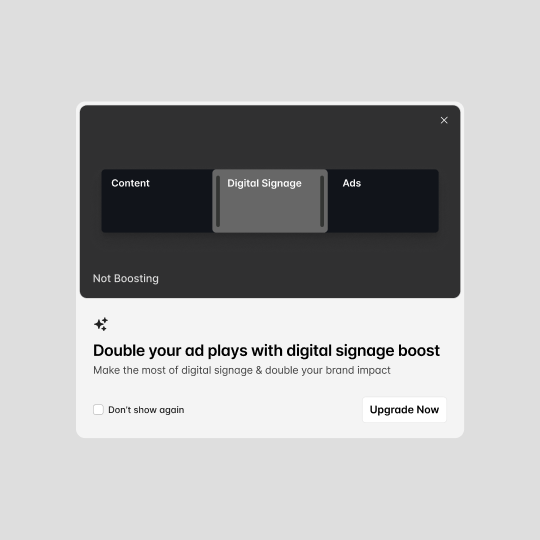 Content
Digital Signage
Ads
Not Boosting
Double your ad plays with digital signage boost
Make the most of digital signage & double your brand impact
Don't show again
Upgrade Now